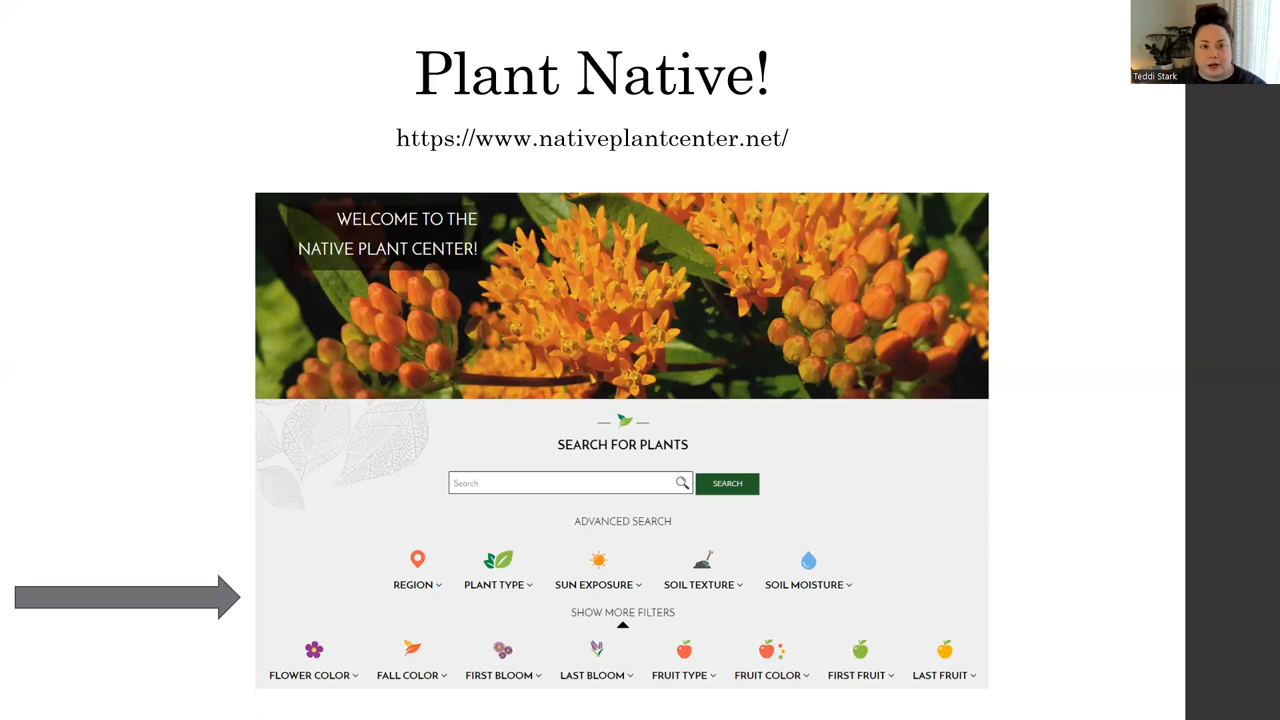 Plant Native!
https://www.nativeplantcenter.net/
Teddi Stark
WELCOME TO THE
NATIVE PLANT CENTER!
SEARCH FOR PLANTS
Search SEARCH
ADVANCED SEARCH
REGION PLANT TYPE SUN EXPOSURE SOIL TEXTURE SOIL MOISTURE
SHOW MORE FILTERS
FLOWER COLOR FALL COLOR FIRST BLOOM LAST BLOOM FRUIT TYPE FRUIT COLOR FIRST FRUIT LAST FRUIT